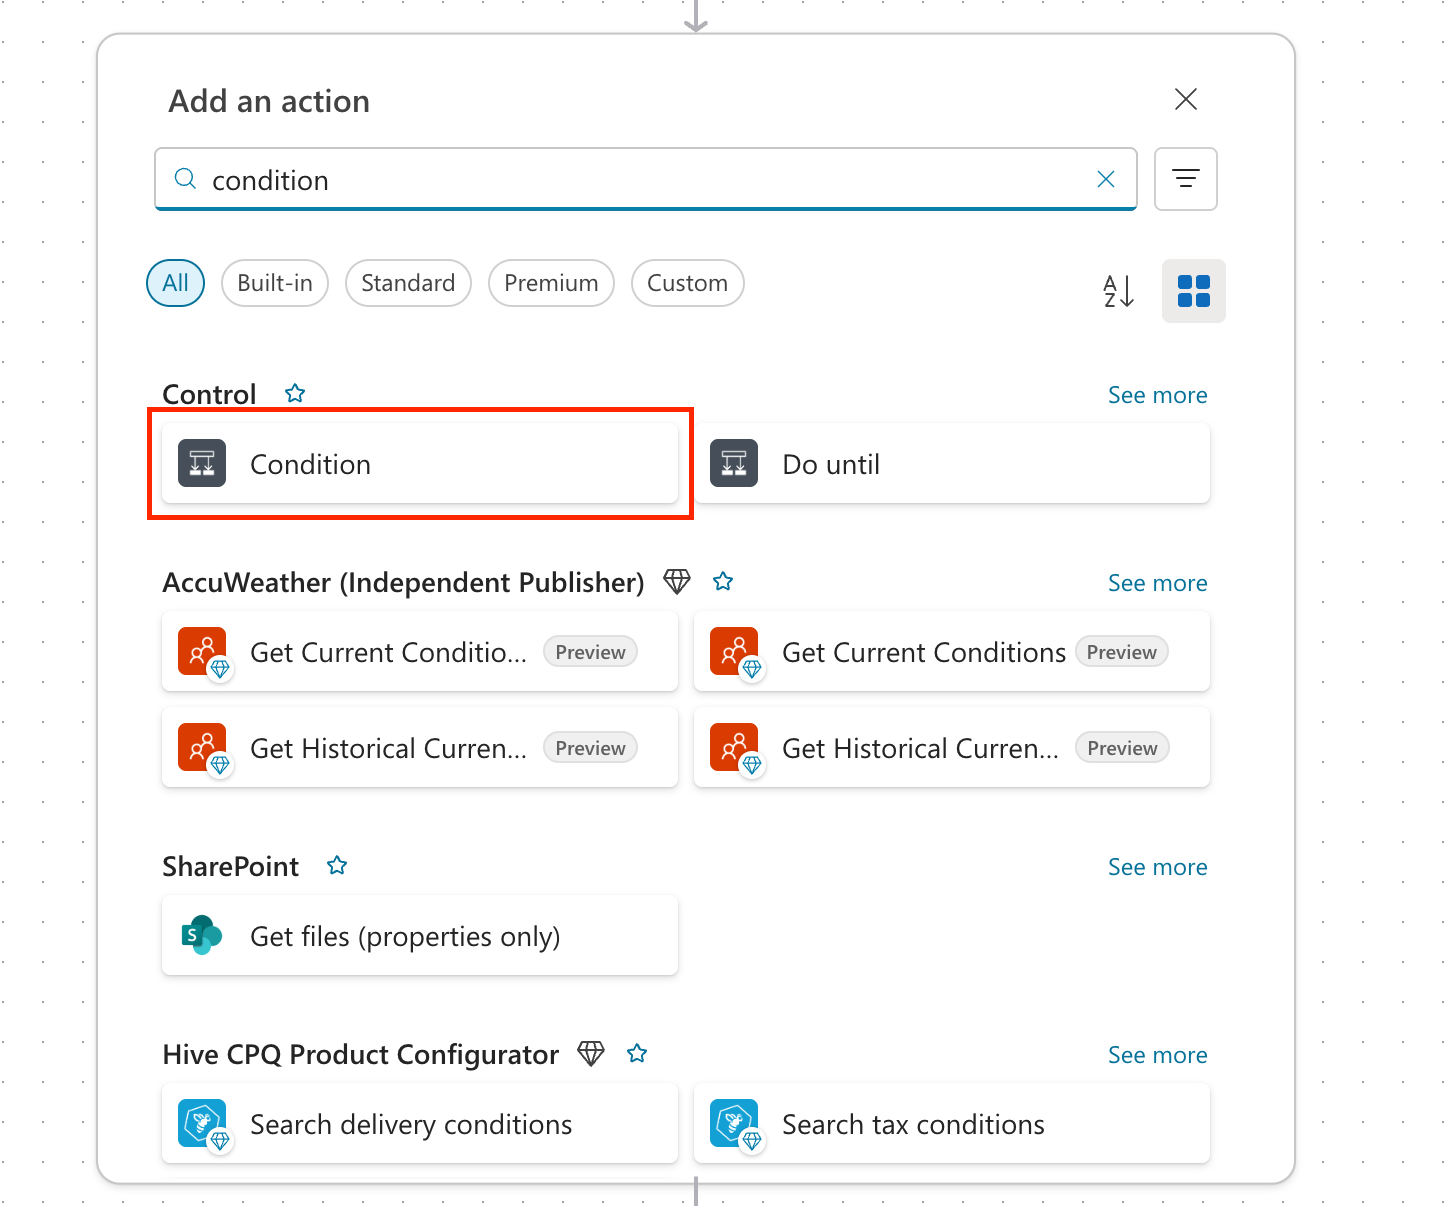 Add an action
condition
All
Built-in
Standard
Premium
Custom
A
Z
Control
See more
Condition
Do until
AccuWeather (Independent Publisher)
See more
Get Current Conditio...
Preview
Get Current Conditions
Preview
Get Historical Curren...
Preview
Get Historical Curren...
Preview
SharePoint
See more
S
Get files (properties only)
Hive CPQ Product Configurator
See more
Search delivery conditions
Search tax conditions